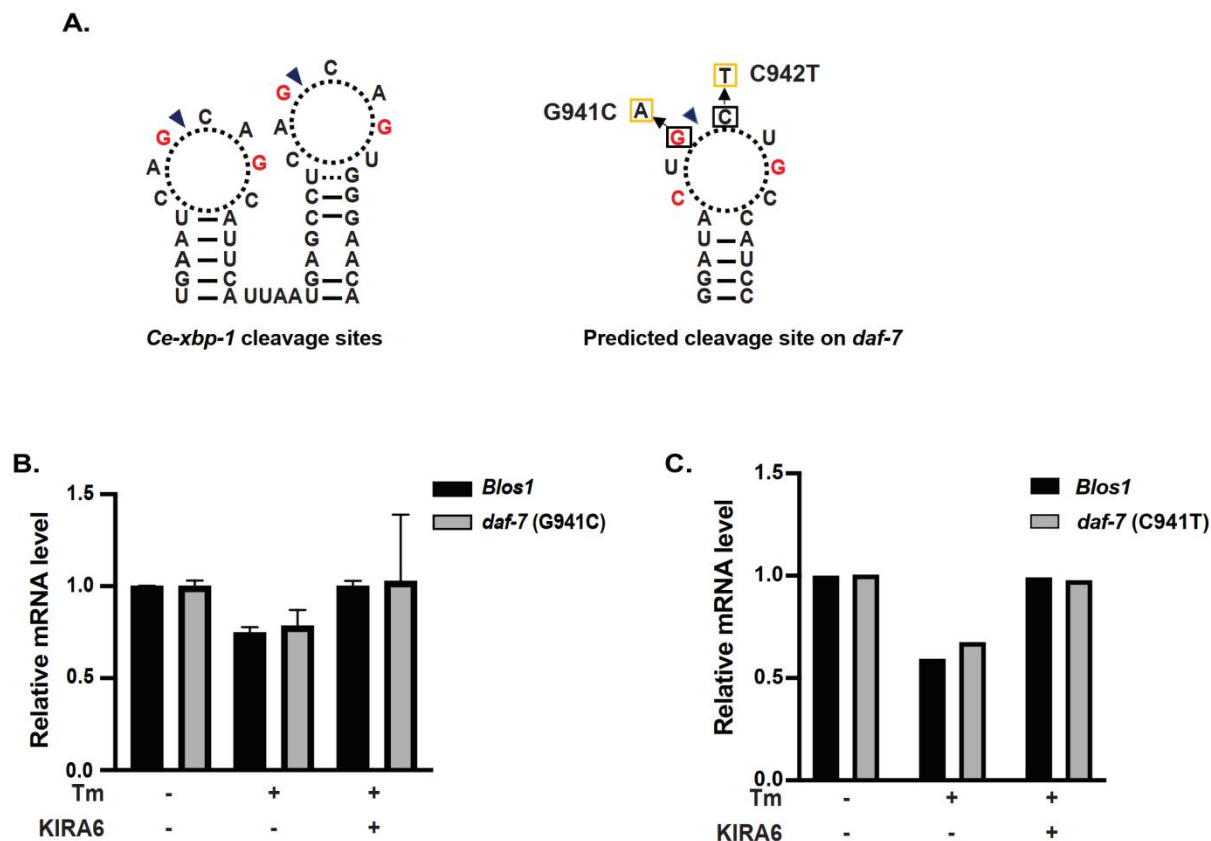 A.
G C A G A C U A A G U C A U U C A UUAA
G C A G A C U C C G A G U U G G G A A C A
Ce-xbp-1 cleavage sites
G941C A T C942T
G C U G C U C A U A G G C A U C C
Predicted cleavage site on daf-7
B.
Relative mRNA level
1.5
1.0
0.5
0.0
Blos1
daf-7 (G941C)
Tm - + +
KIRA6 - - +
C.
Relative mRNA level
1.5
1.0
0.5
0.0
Blos1
daf-7 (C941T)
Tm - + +
KIRA6 - - +